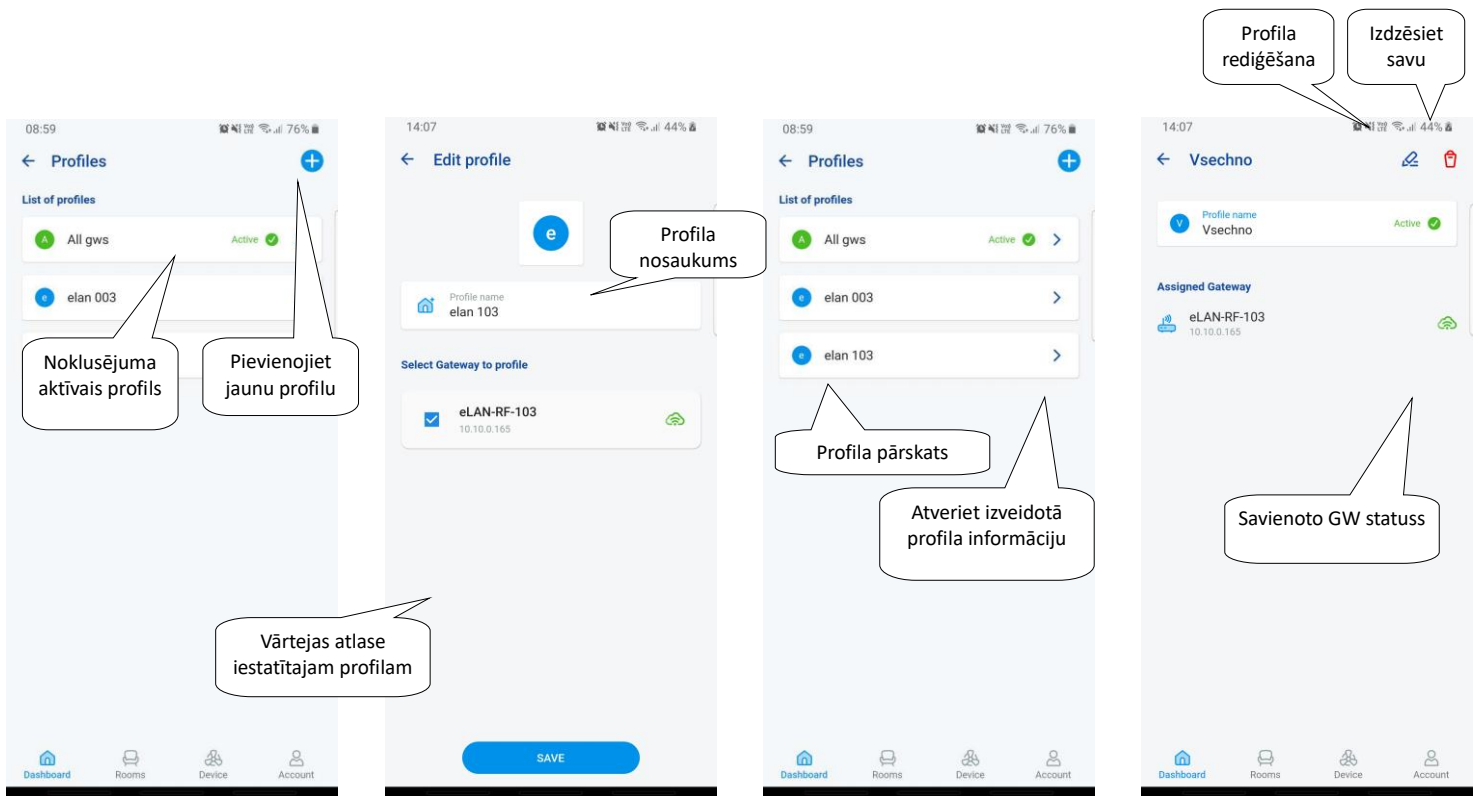 Profila
rediģēšana
Izdzēsiet
savu
08:59
76%
← Profiles
List of profiles
A All gws Active
e elan 003
Noklusējuma
aktīvais profils
Pievienojiet
jaunu profilu
Dashboard Rooms Device Account
14:07
44%
← Edit profile
e
Profila
nosaukums
Profile name
elan 103
Select Gateway to profile
eLAN-RF-103
10.10.0.165
Vārtejas atlase
iestatītajam profilam
SAVE
08:59
76%
← Profiles
List of profiles
A All gws Active >
e elan 003 >
e elan 103 >
Profila pārskats
Atveriet izveidotā
profila informāciju
Dashboard Rooms Device Account
14:07
44%
← Vsechno
V
Profile name
Vsechno
Active
Assigned Gateway
eLAN-RF-103
10.10.0.165
Savienoto GW statuss
Dashboard Rooms Device Account